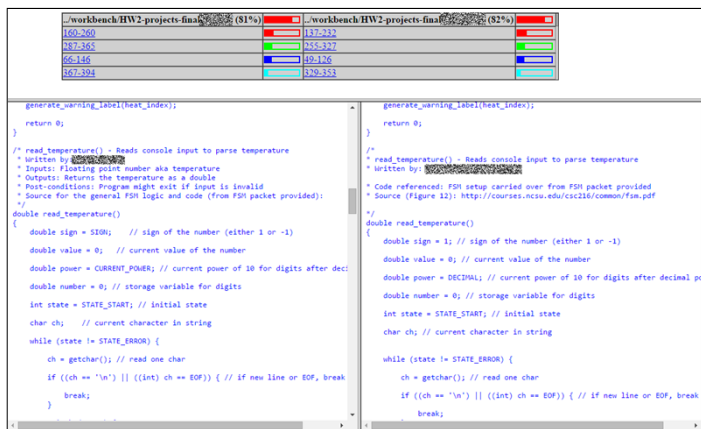 ../workbench/HW2-projects-final (81%)
../workbench/HW2-projects-final (82%)
160-260
137-232
287-365
255-327
66-146
49-126
367-394
329-353
generate_warning_label(heat_index);
return 0;
}
/* read_temperature() - Reads console input to parse temperature
* Written by
* Inputs: Floating point number aka temperature
* Outputs: Returns the temperature as a double
* Post-conditions: Program might exit if input is invalid
* Source for the general FSM logic and code (from FSM packet provided):
*/
double read_temperature()
{
double sign = SIGN; // sign of the number (either 1 or -1)
double value = 0; // current value of the number
double power = CURRENT_POWER; // current power of 10 for digits after deci
double number = 0; // storage variable for digits
int state = STATE_START; // initial state
char ch; // current character in string
while (state != STATE_ERROR) {
ch = getchar(); // read one char
if ((ch == '\n') || ((int) ch == EOF)) { // if new line or EOF, break
break;
}
generate_warning_label(heat_index);
return 0;
}
/*
* read_temperature() - Reads console input to parse temperature
* Written by:
* Code referenced: FSM setup carried over from FSM packet provided
* Source (Figure 12): http://courses.ncsu.edu/csc216/common/fsm.pdf
*/
double read_temperature()
{
double sign = 1; // sign of the number (either 1 or -1)
double value = 0; // current value of the number
double power = DECIMAL; // current power of 10 for digits after decimal po
double number = 0; // storage variable for digits
int state = STATE_START; // initial state
char ch; // current character in string
while (state != STATE_ERROR) {
ch = getchar(); // read one char
if ((ch == '\n') || ((int) ch == EOF)) { // if new line or EOF, break
break;